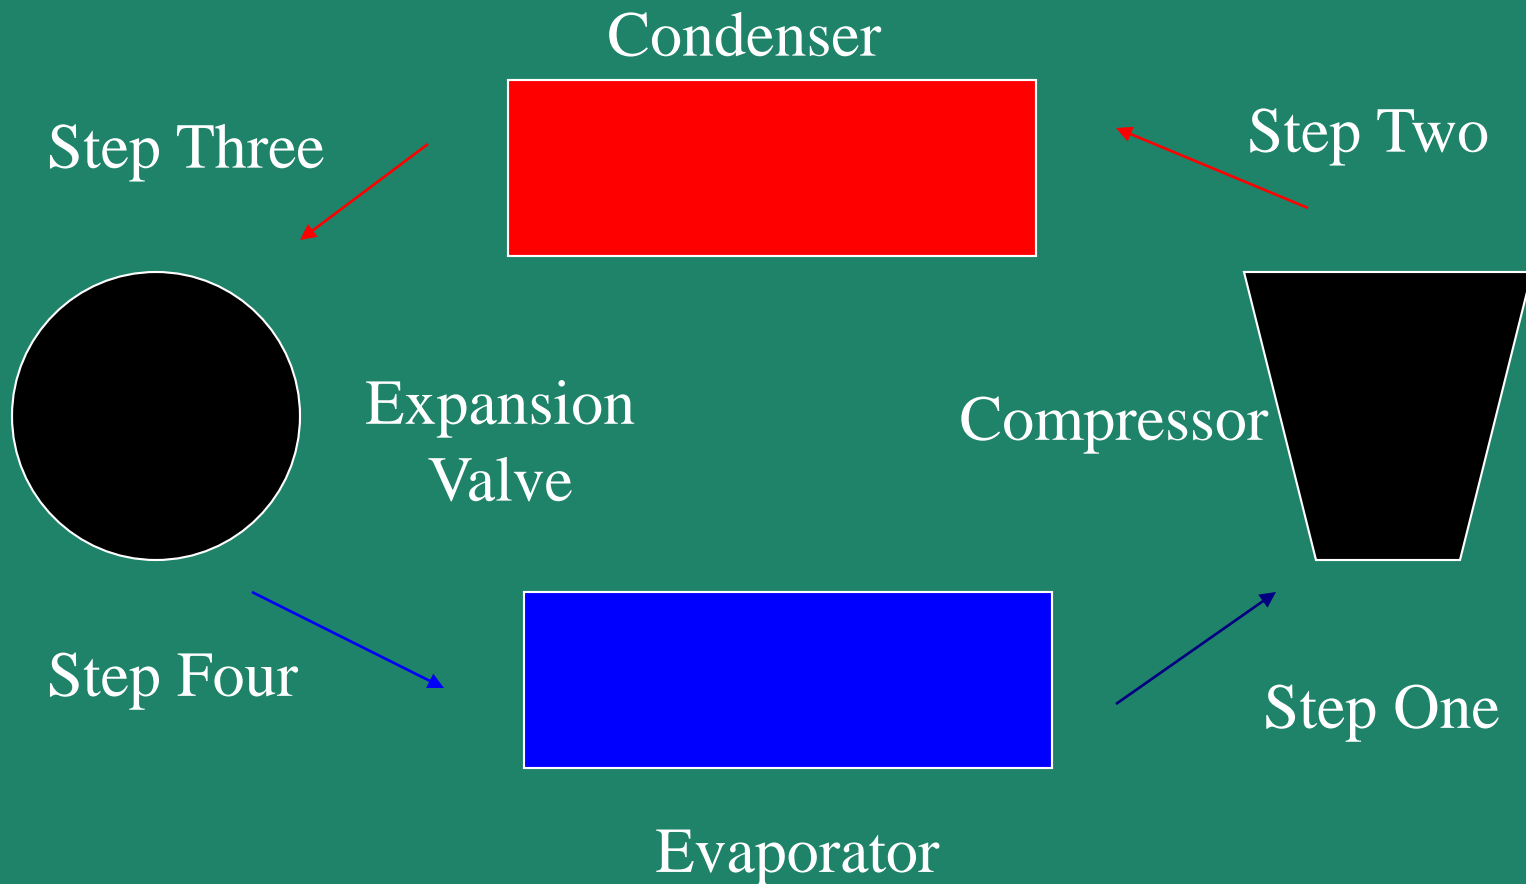 Condenser
Step Three
Step Two
Expansion
Valve
Compressor
Step Four
Step One
Evaporator